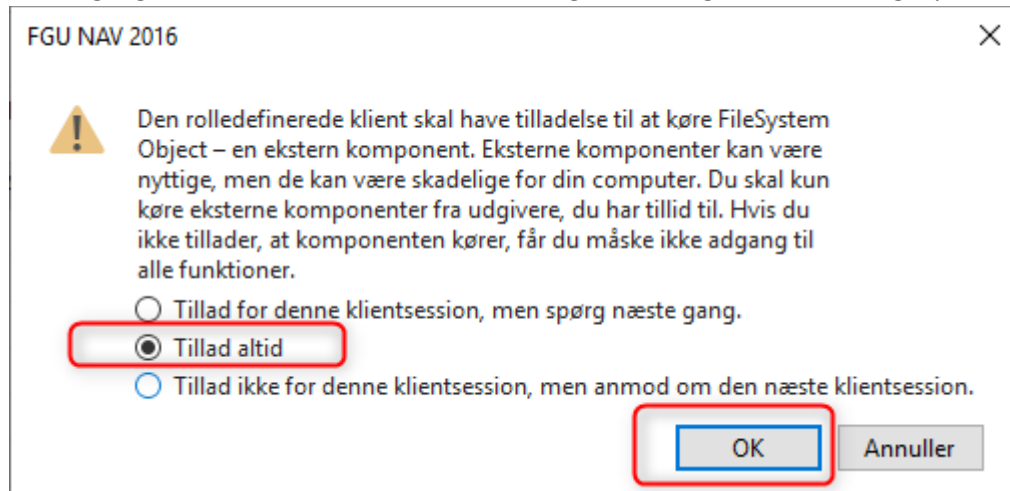 FGU NAV 2016
Den rolledefinerede klient skal have tilladelse til at køre FileSystem
Object – en ekstern komponent. Eksterne komponenter kan være
nyttige, men de kan være skadelige for din computer. Du skal kun
køre eksterne komponenter fra udgivere, du har tillid til. Hvis du
ikke tillader, at komponenten kører, får du måske ikke adgang til
alle funktioner.
Tillad for denne klientsession, men spørg næste gang.
Tillad altid
Tillad ikke for denne klientsession, men anmod om den næste klientsession.
OK
Annuller